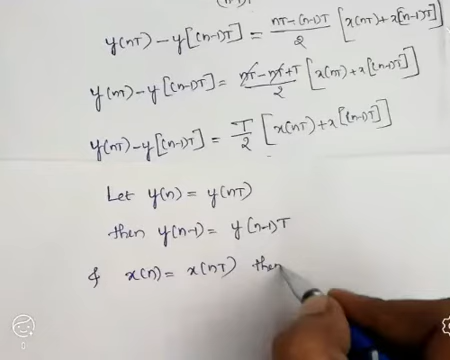 y(nT) - y[(n-1)T] = nT-(n-1)T/2 [x(nT) + x[(n-1)T]]
y(nT) - y[(n-1)T] = nT - nT + T/2 [x(nT) + x[(n-1)T]]
y(nT) - y[(n-1)T] = T/2 [x(nT) + x[(n-1)T]]
Let y(n) = y(nT)
then y(n-1) = y(n-1)T
& x(n) = x(nT) then